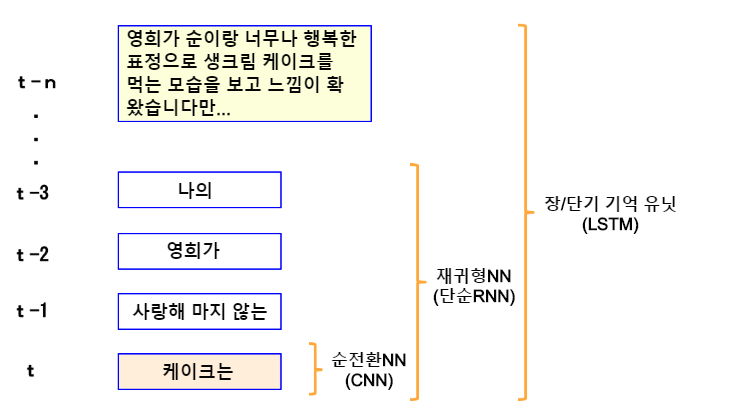 영희가 순이랑 너무나 행복한
표정으로 생크림 케이크를
먹는 모습을 보고 느낌이 확
왔습니다만...
t-n
.
.
.
t-3
나의
t-2
영희가
t-1
사랑해 마지 않는
t
케이크는
순전환NN
(CNN)
재귀형NN
(단순RNN)
장/단기 기억 유닛
(LSTM)